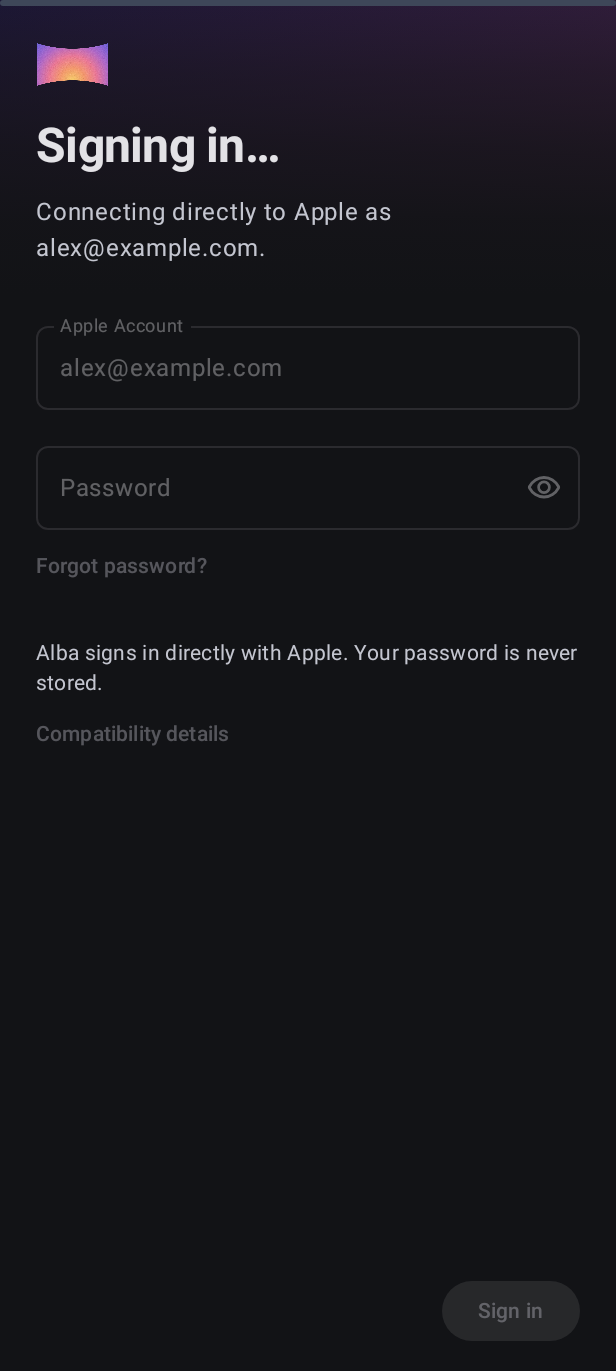 Signing in…
Connecting directly to Apple as
alex@example.com.
Apple Account
alex@example.com
Password
Forgot password?
Alba signs in directly with Apple. Your password is never
stored.
Compatibility details
Sign in